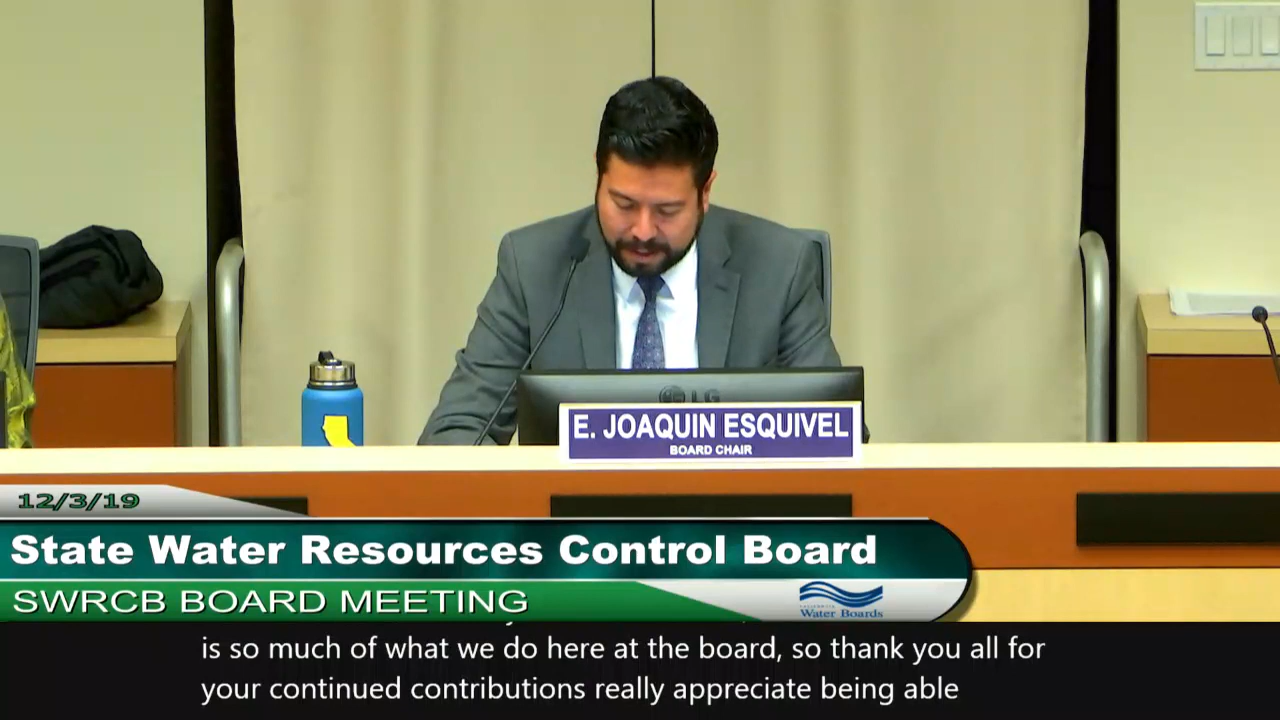 LG
E. JOAQUIN ESQUIVEL
BOARD CHAIR
12/3/19
State Water Resources Control Board
SWRCB BOARD MEETING
Water Boards
is so much of what we do here at the board, so thank you all for
your continued contributions really appreciate being able